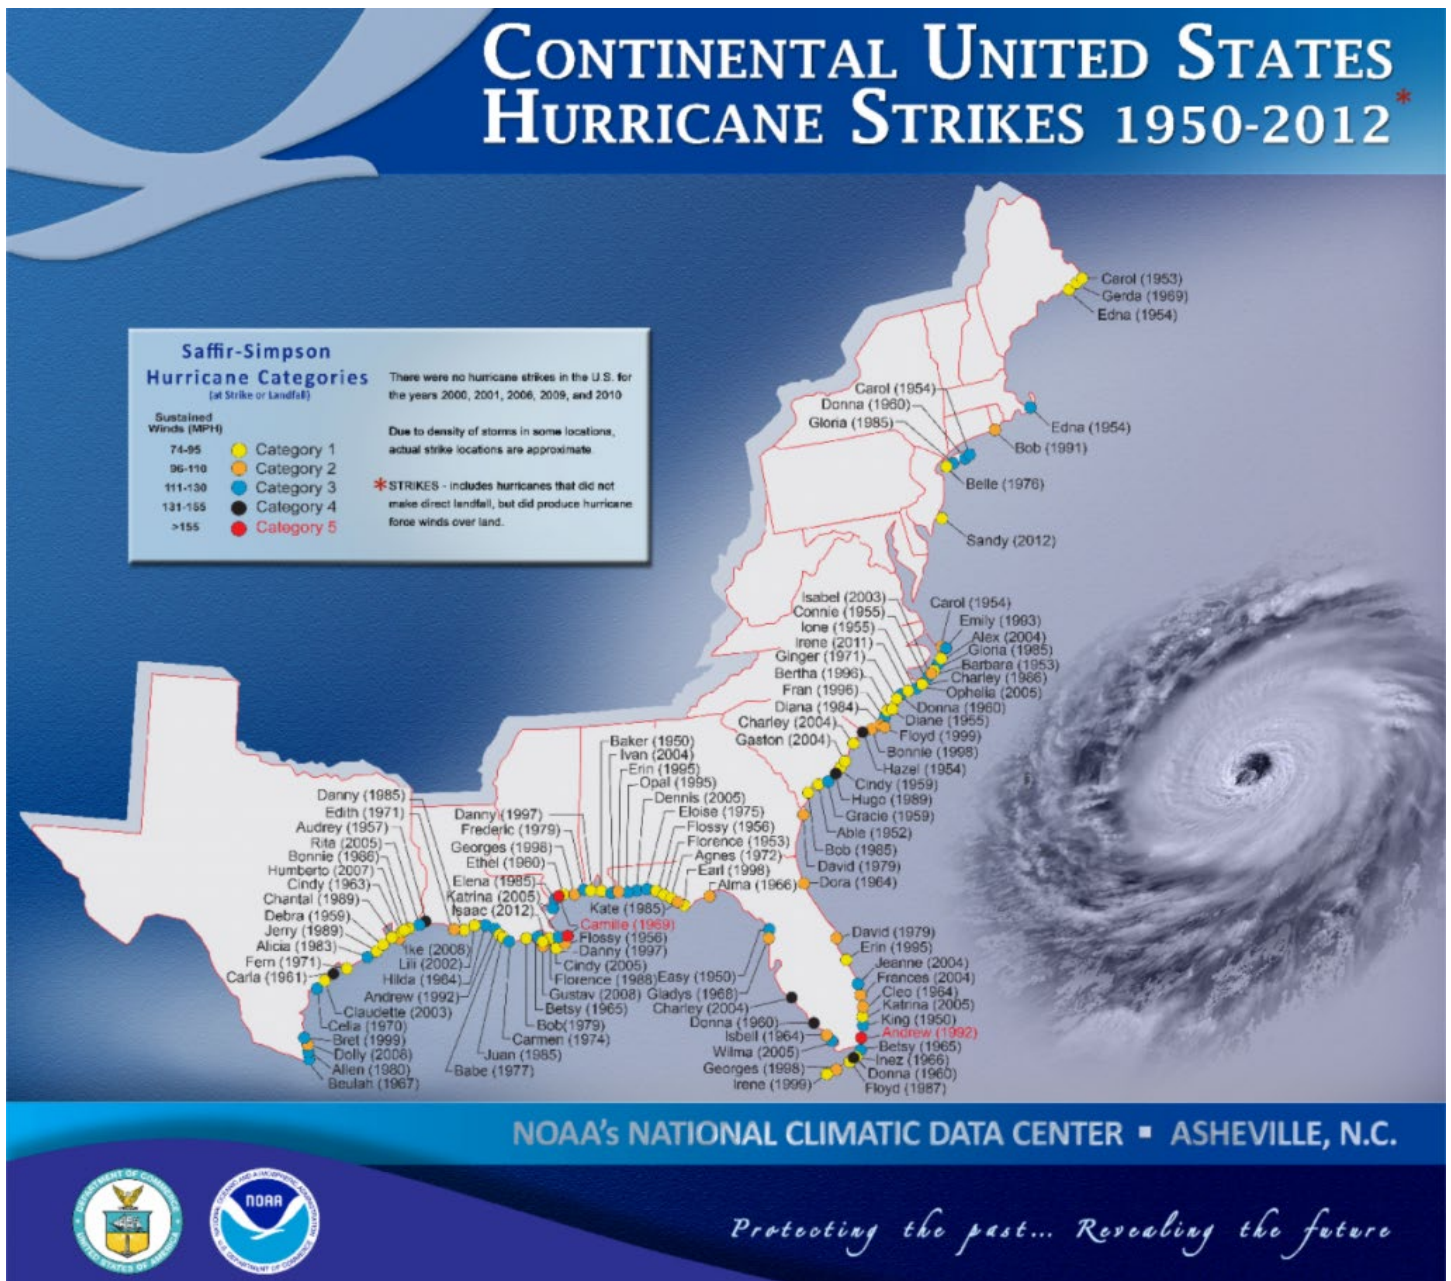 CONTINENTAL UNITED STATES
HURRICANE STRIKES 1950-2012*
Saffir-Simpson
Hurricane Categories
(at Strike or Landfall)
Sustained
Winds (MPH)
74-95 Category 1
96-110 Category 2
111-130 Category 3
131-155 Category 4
>155 Category 5
There were no hurricane strikes in the U.S. for
the years 2000, 2001, 2006, 2009, and 2010
Due to density of storms in some locations,
actual strike locations are approximate.
*STRIKES - includes hurricanes that did not
make direct landfall, but did produce hurricane
force winds over land.
Carol (1953)
Gerda (1969)
Edna (1954)
Carol (1954)
Donna (1960)
Gloria (1985)
Edna (1954)
Bob (1991)
Belle (1976)
Sandy (2012)
Isabel (2003)
Connie (1955)
Ione (1955)
Irene (2011)
Ginger (1971)
Bertha (1996)
Fran (1996)
Diana (1984)
Charley (2004)
Gaston (2004)
Carol (1954)
Emily (1993)
Alex (2004)
Gloria (1985)
Barbara (1953)
Charley (1986)
Ophelia (2005)
Donna (1960)
Diane (1955)
Floyd (1999)
Bonnie (1998)
Hazel (1954)
Cindy (1959)
Hugo (1989)
Gracie (1959)
Able (1952)
Bob (1985)
David (1979)
Dora (1964)
Baker (1950)
Ivan (2004)
Erin (1995)
Opal (1995)
Dennis (2005)
Eloise (1975)
Flossy (1956)
Florence (1953)
Agnes (1972)
Earl (1998)
Alma (1966)
Kate (1985)
Danny (1997)
Frederic (1979)
Georges (1998)
Ethel (1960)
Elena (1985)
Katrina (2005)
Isaac (2012)
Camille (1969)
Flossy (1956)
Danny (1997)
Cindy (2005)
Florence (1988)
Gustav (2008)
Betsy (1965)
Bob(1979)
Carmen (1974)
Juan (1985)
Babe (1977)
Danny (1985)
Edith (1971)
Audrey (1957)
Rita (2005)
Bonnie (1986)
Humberto (2007)
Cindy (1963)
Chantal (1989)
Debra (1959)
Jerry (1989)
Alicia (1983)
Fern (1971)
Carla (1961)
Ike (2008)
Lili (2002)
Hilda (1964)
Andrew (1992)
Claudette (2003)
Celia (1970)
Bret (1999)
Dolly (2008)
Allen (1980)
Beulah (1967)
Easy (1950)
Gladys (1968)
Charley (2004)
Donna (1960)
Isbell (1964)
Wilma (2005)
Georges (1998)
Irene (1999)
David (1979)
Erin (1995)
Jeanne (2004)
Frances (2004)
Cleo (1964)
Katrina (2005)
King (1950)
Andrew (1992)
Betsy (1965)
Inez (1966)
Donna (1960)
Floyd (1987)
NOAA's NATIONAL CLIMATIC DATA CENTER ▪ ASHEVILLE, N.C.
DEPARTMENT OF COMMERCE
UNITED STATES OF AMERICA
NATIONAL OCEANIC AND ATMOSPHERIC ADMINISTRATION
NOAA
U.S. DEPARTMENT OF COMMERCE
Protecting the past... Revealing the future